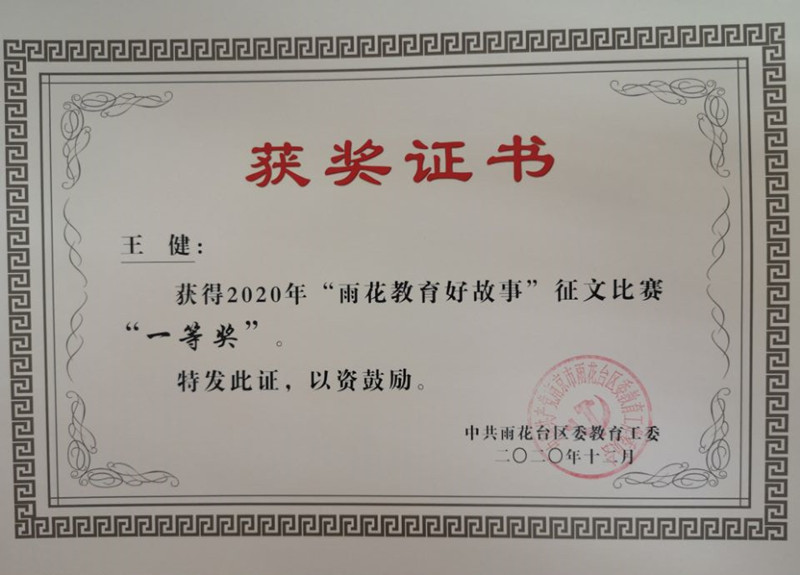 获奖证书
王 健：
获得2020年“雨花教育好故事”征文比赛
“一等奖”。
特发此证，以资鼓励。
中共雨花台区委教育工委
二〇二〇年十二月